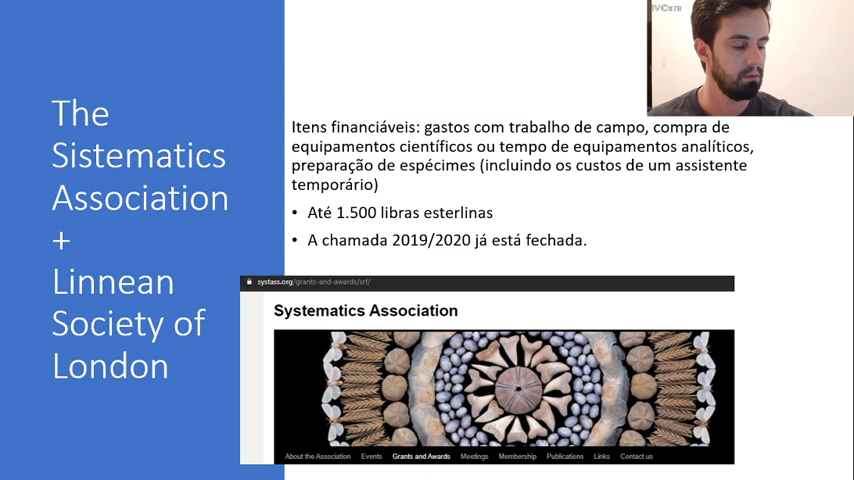 The
Sistematics
Association
+
Linnean
Society of
London
Itens financiáveis: gastos com trabalho de campo, compra de
equipamentos científicos ou tempo de equipamentos analíticos,
preparação de espécimes (incluindo os custos de um assistente
temporário)
• Até 1.500 libras esterlinas
• A chamada 2019/2020 já está fechada.
systass.org/grants-and-awards/srf/
Systematics Association
About the Association Events Grants and Awards Meetings Membership Publications Links Contact us